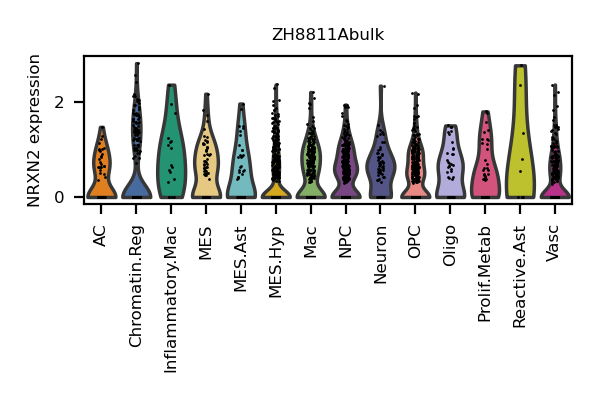 ZH8811Abulk
NRXN2 expression
2
0
AC
Chromatin.Reg
Inflammatory.Mac
MES
MES.Ast
MES.Hyp
Mac
NPC
Neuron
OPC
Oligo
Prolif.Metab
Reactive.Ast
Vasc